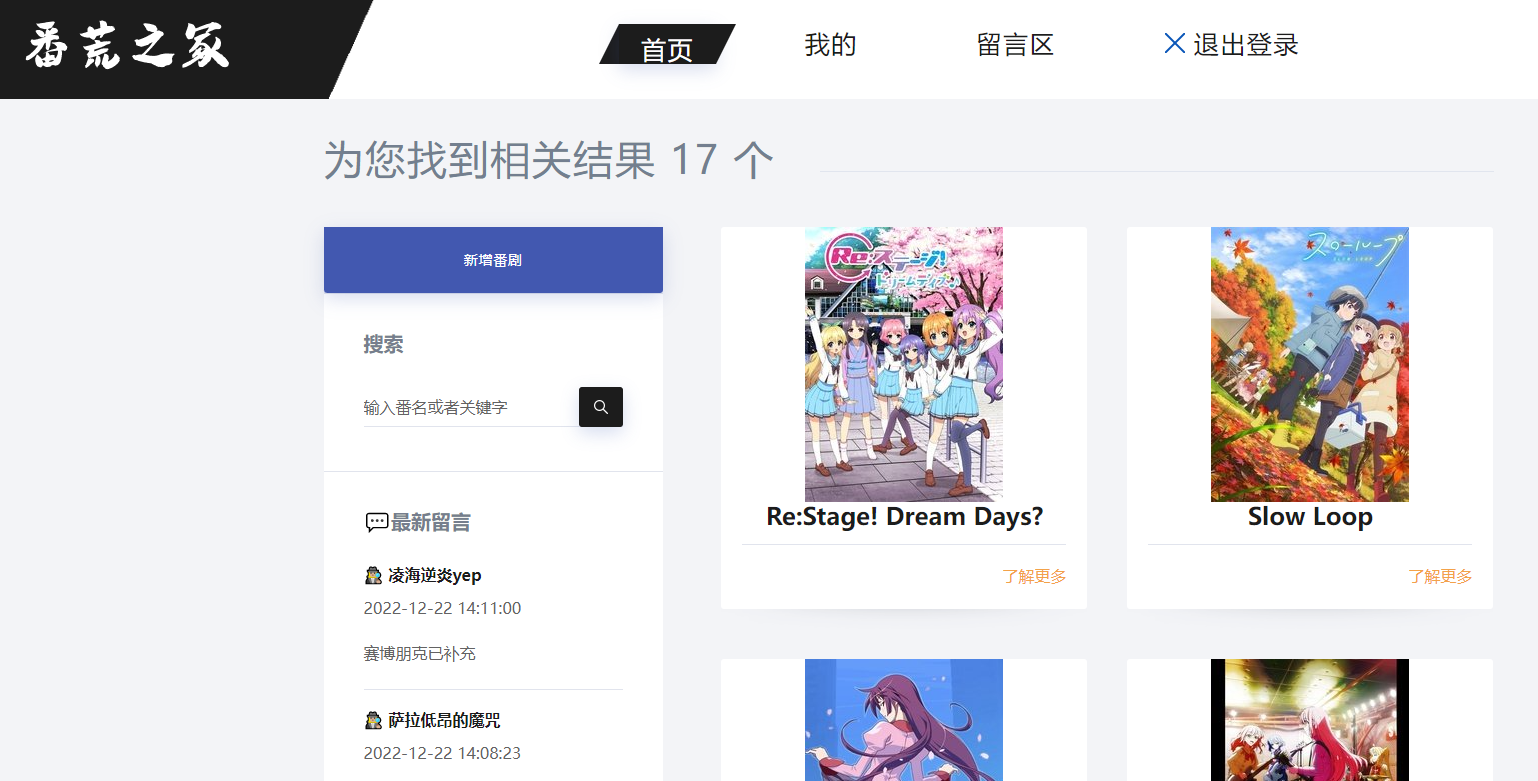 番荒之冢
首页
我的
留言区
退出登录
为您找到相关结果 17 个
新增番剧
搜索
输入番名或者关键字
最新留言
凌海逆炎yep
2022-12-22 14:11:00
赛博朋克已补充
萨拉低昂的魔咒
2022-12-22 14:08:23
Re:ステージ!
ドリームデイズ♪
Re:Stage! Dream Days?
了解更多
スローループ
SLOW LOOP
Slow Loop
了解更多